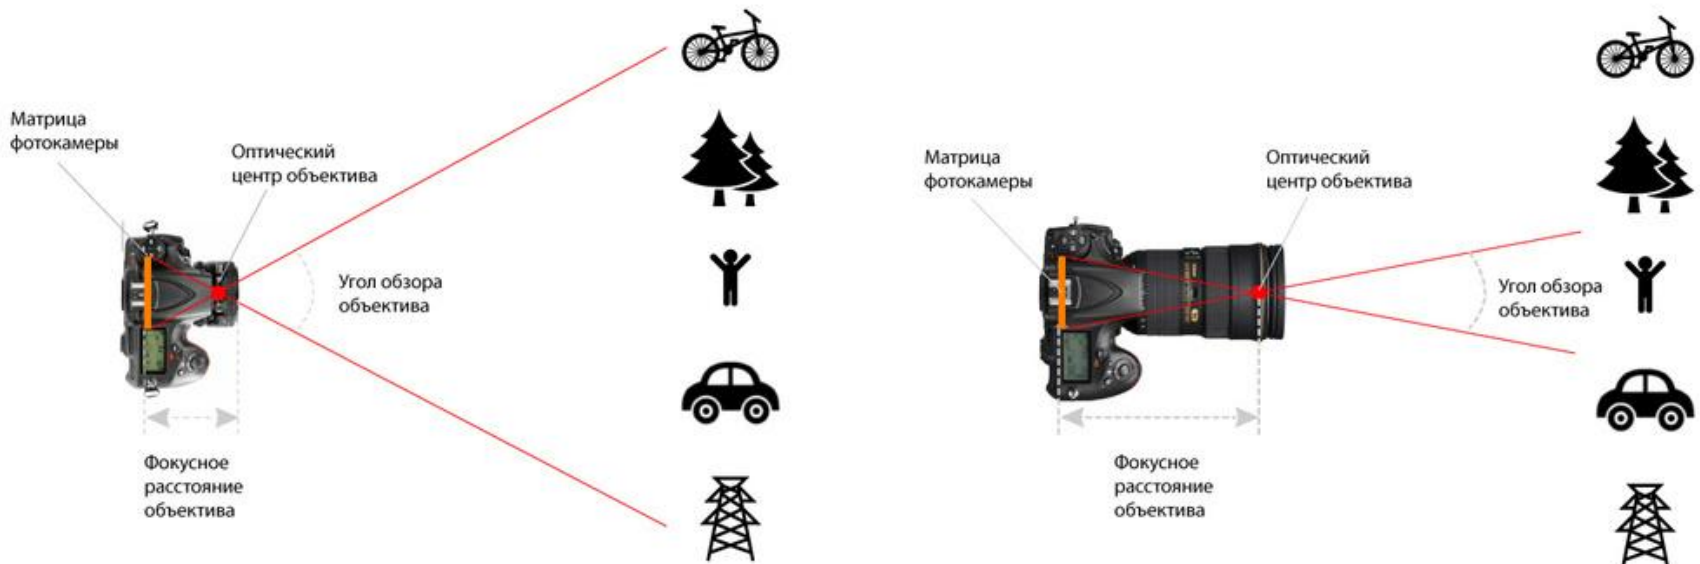 Матрица
фотокамеры
Оптический
центр объектива
Угол обзора
объектива
Фокусное
расстояние
объектива
Матрица
фотокамеры
Оптический
центр объектива
Угол обзора
объектива
Фокусное
расстояние
объектива